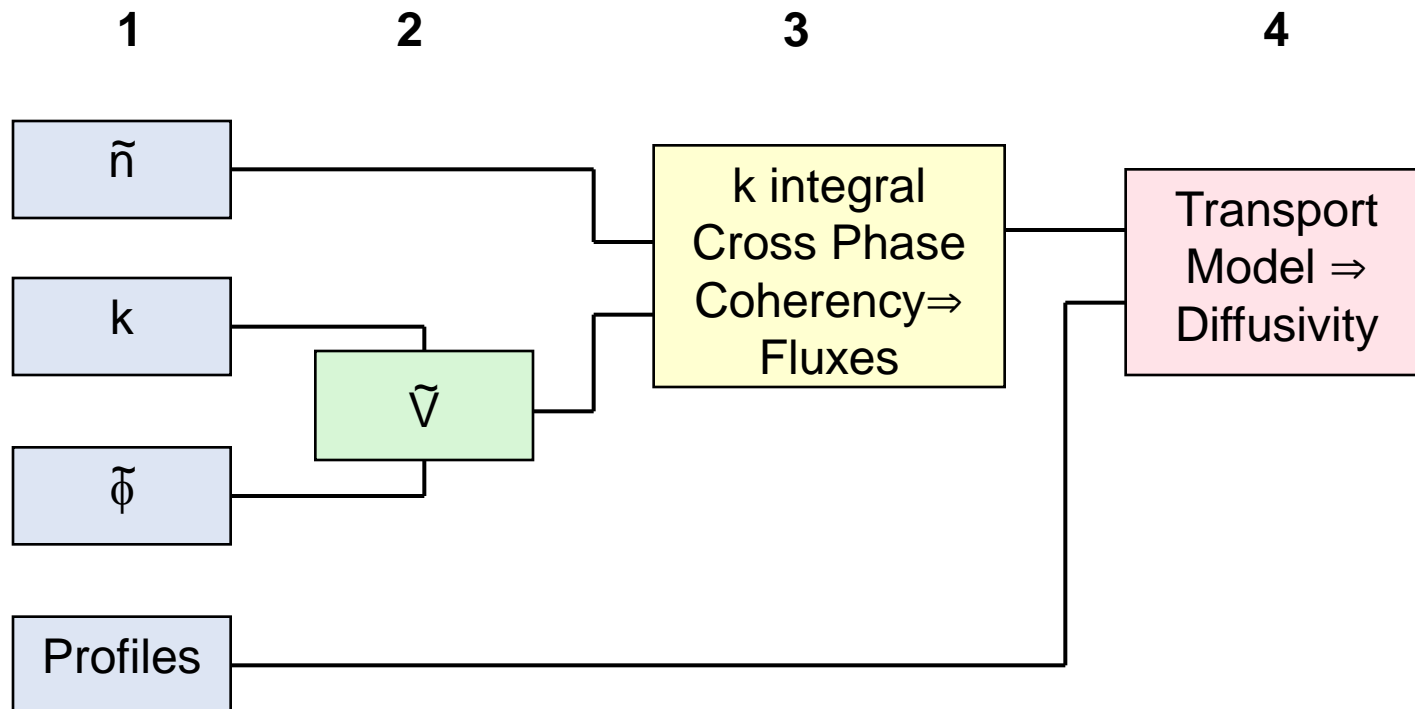 1 2 3 4
ñ
k
Ṽ
ϕ̃
Profiles
k integral
Cross Phase
Coherency⇒
Fluxes
Transport
Model ⇒
Diffusivity